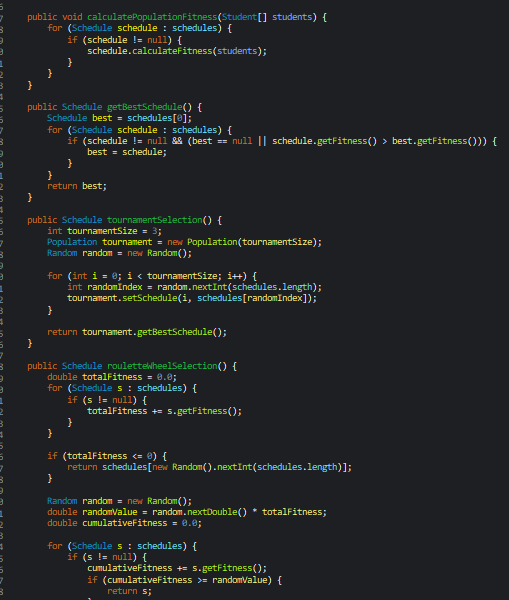 public void calculatePopulationFitness(Student[] students) {
for (Schedule schedule : schedules) {
if (schedule != null) {
schedule.calculateFitness(students);
}
}
}
public Schedule getBestSchedule() {
Schedule best = schedules[0];
for (Schedule schedule : schedules) {
if (schedule != null && (best == null || schedule.getFitness() > best.getFitness())) {
best = schedule;
}
}
return best;
}
public Schedule tournamentSelection() {
int tournamentSize = 3;
Population tournament = new Population(tournamentSize);
Random random = new Random();
for (int i = 0; i < tournamentSize; i++) {
int randomIndex = random.nextInt(schedules.length);
tournament.setSchedule(i, schedules[randomIndex]);
}
return tournament.getBestSchedule();
}
public Schedule rouletteWheelSelection() {
double totalFitness = 0.0;
for (Schedule s : schedules) {
if (s != null) {
totalFitness += s.getFitness();
}
}
if (totalFitness <= 0) {
return schedules[new Random().nextInt(schedules.length)];
}
Random random = new Random();
double randomValue = random.nextDouble() * totalFitness;
double cumulativeFitness = 0.0;
for (Schedule s : schedules) {
if (s != null) {
cumulativeFitness += s.getFitness();
if (cumulativeFitness >= randomValue) {
return s;